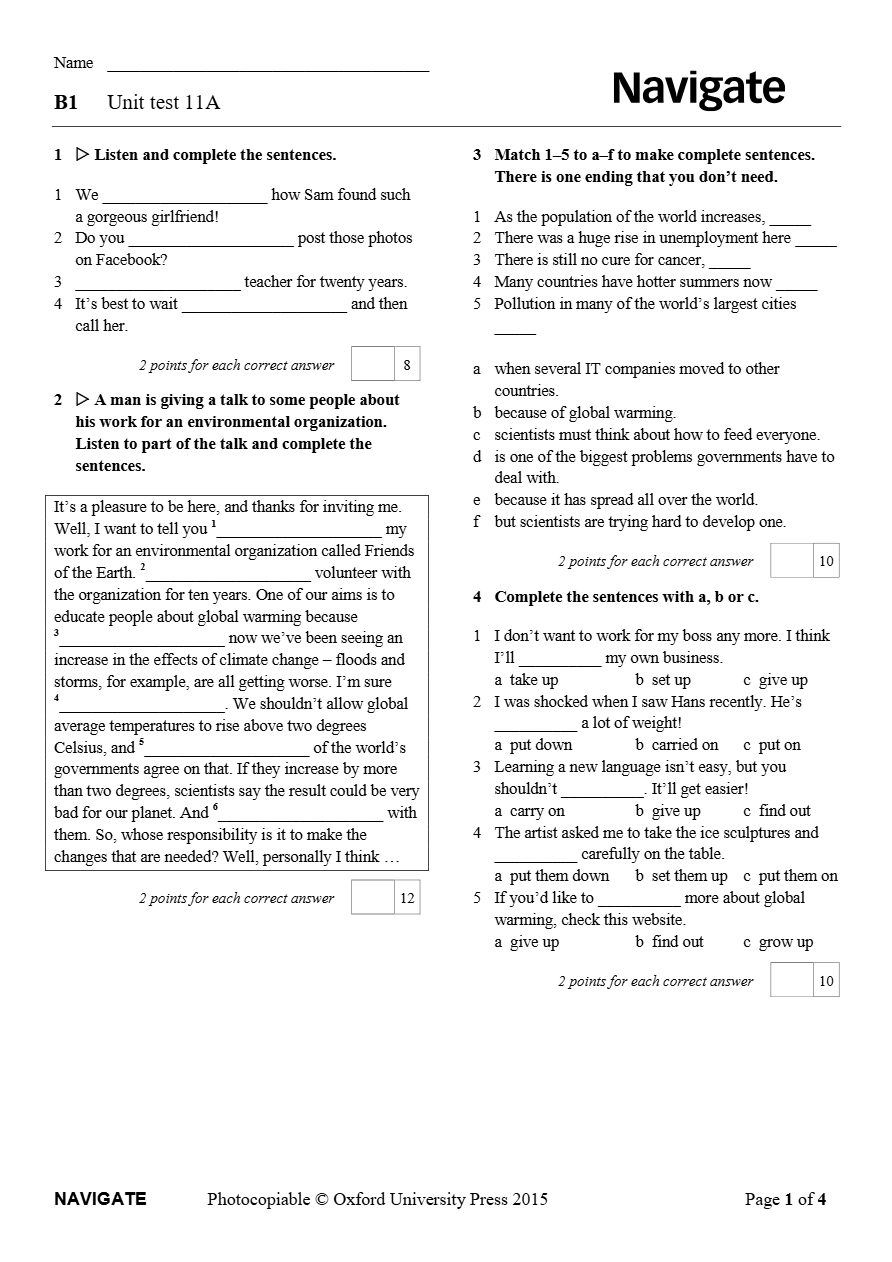 Name ____________________
Navigate
B1 Unit test 11A
1 ▷ Listen and complete the sentences.
1 We ____________________ how Sam found such
a gorgeous girlfriend!
2 Do you ____________________ post those photos
on Facebook?
3 ____________________ teacher for twenty years.
4 It’s best to wait ____________________ and then
call her.
2 points for each correct answer 8
2 ▷ A man is giving a talk to some people about
his work for an environmental organization.
Listen to part of the talk and complete the
sentences.
It’s a pleasure to be here, and thanks for inviting me.
Well, I want to tell you 1____________________ my
work for an environmental organization called Friends
of the Earth. 2____________________ volunteer with
the organization for ten years. One of our aims is to
educate people about global warming because
3____________________ now we’ve been seeing an
increase in the effects of climate change – floods and
storms, for example, are all getting worse. I’m sure
4____________________. We shouldn’t allow global
average temperatures to rise above two degrees
Celsius, and 5____________________ of the world’s
governments agree on that. If they increase by more
than two degrees, scientists say the result could be very
bad for our planet. And 6____________________ with
them. So, whose responsibility is it to make the
changes that are needed? Well, personally I think …
2 points for each correct answer 12
3 Match 1–5 to a–f to make complete sentences.
There is one ending that you don’t need.
1 As the population of the world increases, _____
2 There was a huge rise in unemployment here _____
3 There is still no cure for cancer, _____
4 Many countries have hotter summers now _____
5 Pollution in many of the world’s largest cities
_____
a when several IT companies moved to other
countries.
b because of global warming.
c scientists must think about how to feed everyone.
d is one of the biggest problems governments have to
deal with.
e because it has spread all over the world.
f but scientists are trying hard to develop one.
2 points for each correct answer 10
4 Complete the sentences with a, b or c.
1 I don’t want to work for my boss any more. I think
I’ll __________ my own business.
a take up b set up c give up
2 I was shocked when I saw Hans recently. He’s
__________ a lot of weight!
a put down b carried on c put on
3 Learning a new language isn’t easy, but you
shouldn’t __________. It’ll get easier!
a carry on b give up c find out
4 The artist asked me to take the ice sculptures and
__________ carefully on the table.
a put them down b set them up c put them on
5 If you’d like to __________ more about global
warming, check this website.
a give up b find out c grow up
2 points for each correct answer 10
NAVIGATE Photocopiable © Oxford University Press 2015 Page 1 of 4